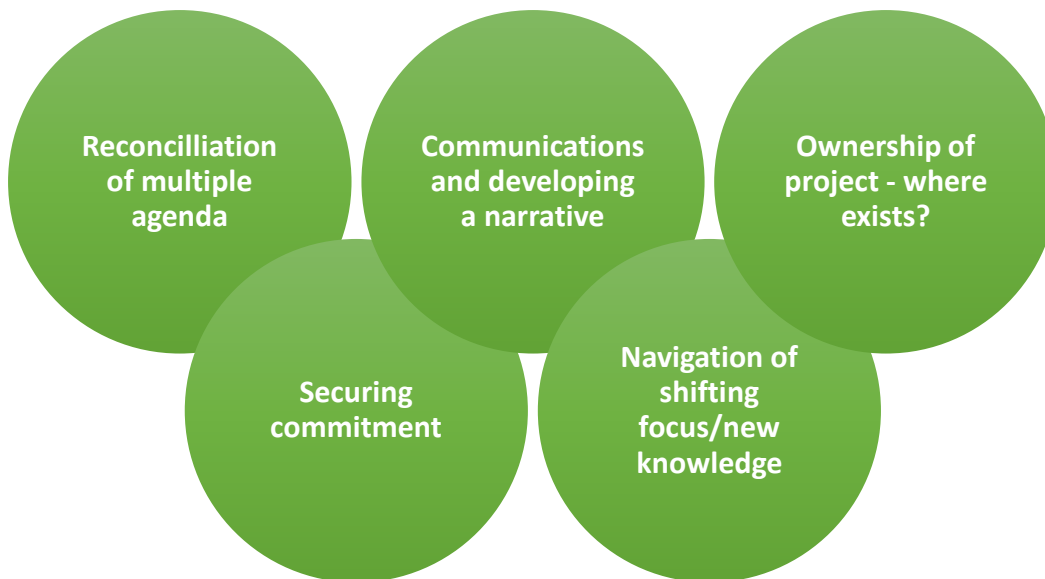 Reconcilliation
of multiple
agenda
Communications
and developing
a narrative
Ownership of
project - where
exists?
Securing
commitment
Navigation of
shifting
focus/new
knowledge